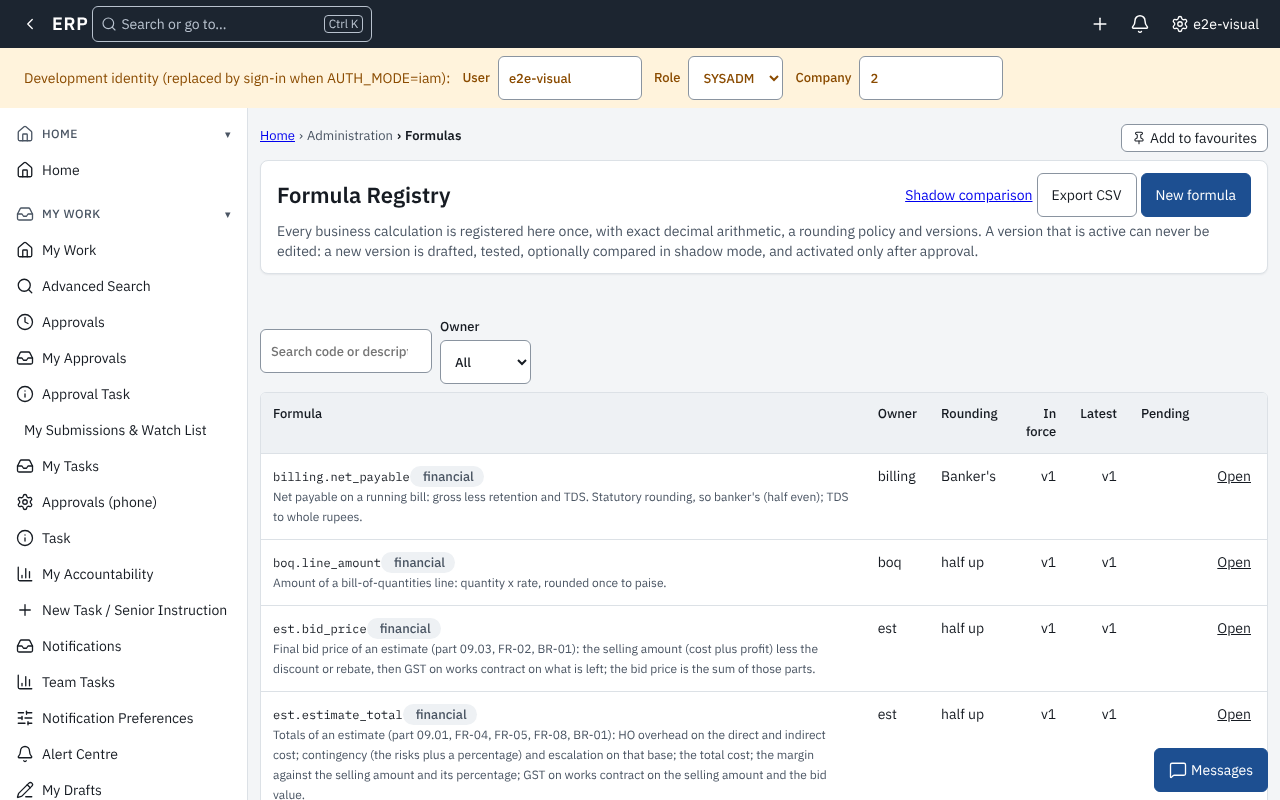 ERP Search or go to... Ctrl K e2e-visual
Development identity (replaced by sign-in when AUTH_MODE=iam): User e2e-visual Role SYSADM Company 2
HOME
Home
MY WORK
My Work
Advanced Search
Approvals
My Approvals
Approval Task
My Submissions & Watch List
My Tasks
Approvals (phone)
Task
My Accountability
New Task / Senior Instruction
Notifications
Team Tasks
Notification Preferences
Alert Centre
My Drafts
Home › Administration › Formulas
Add to favourites
Formula Registry
Shadow comparison Export CSV New formula
Every business calculation is registered here once, with exact decimal arithmetic, a rounding policy and versions. A version that is active can never be
edited: a new version is drafted, tested, optionally compared in shadow mode, and activated only after approval.
Owner
Search code or descrip All
Formula Owner Rounding In force Latest Pending
billing.net_payable financial billing Banker's v1 v1 Open
Net payable on a running bill: gross less retention and TDS. Statutory rounding, so banker's (half even); TDS
to whole rupees.
boq.line_amount financial boq half up v1 v1 Open
Amount of a bill-of-quantities line: quantity x rate, rounded once to paise.
est.bid_price financial est half up v1 v1 Open
Final bid price of an estimate (part 09.03, FR-02, BR-01): the selling amount (cost plus profit) less the
discount or rebate, then GST on works contract on what is left; the bid price is the sum of those parts.
est.estimate_total financial est half up v1 v1 Open
Totals of an estimate (part 09.01, FR-04, FR-05, FR-08, BR-01): HO overhead on the direct and indirect
cost; contingency (the risks plus a percentage) and escalation on that base; the total cost; the margin
against the selling amount and its percentage; GST on works contract on the selling amount and the bid
value.
Messages